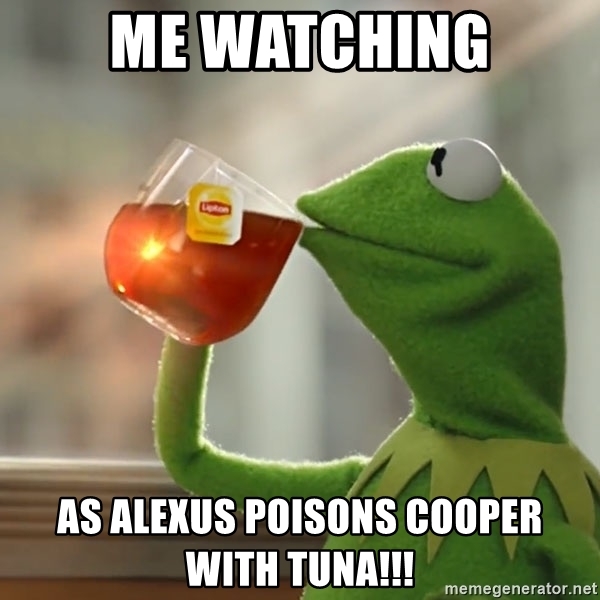 ME WATCHING
Lipton
AS ALEXUS POISONS COOPER
WITH TUNA!!!
memegenerator.net